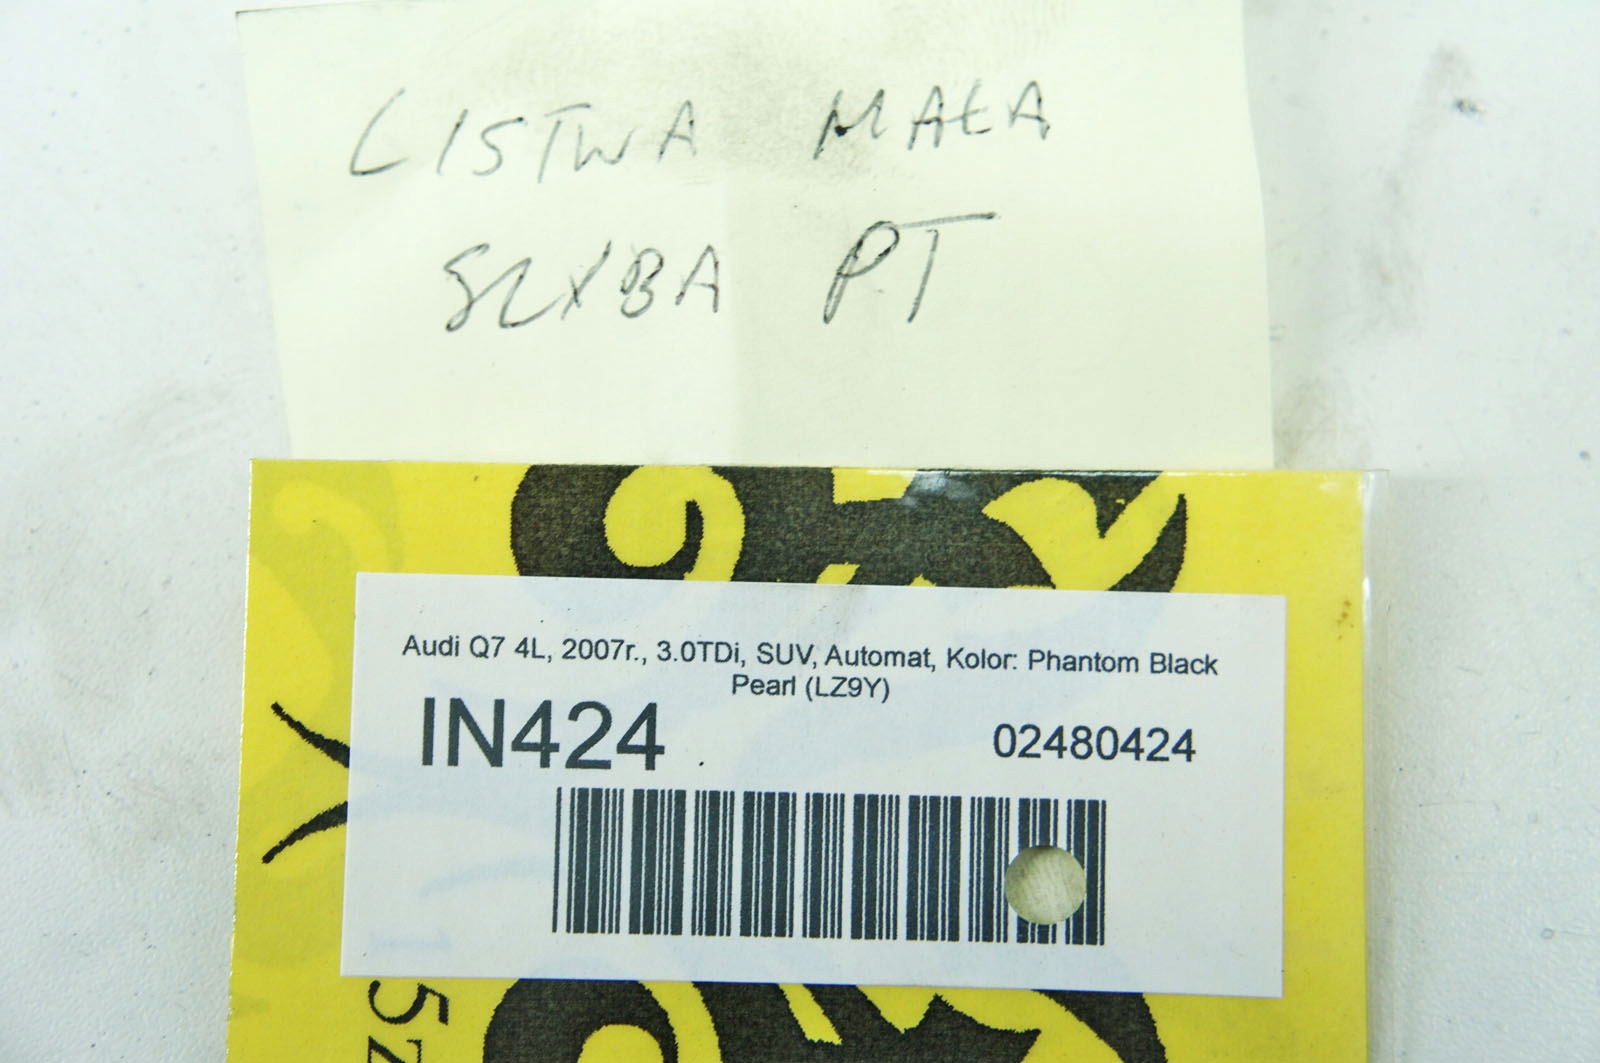 LISTWA MAŁA
SZYBA PT
Audi Q7 4L, 2007r., 3.0TDi, SUV, Automat, Kolor: Phantom Black
Pearl (LZ9Y)
IN424
02480424
5z